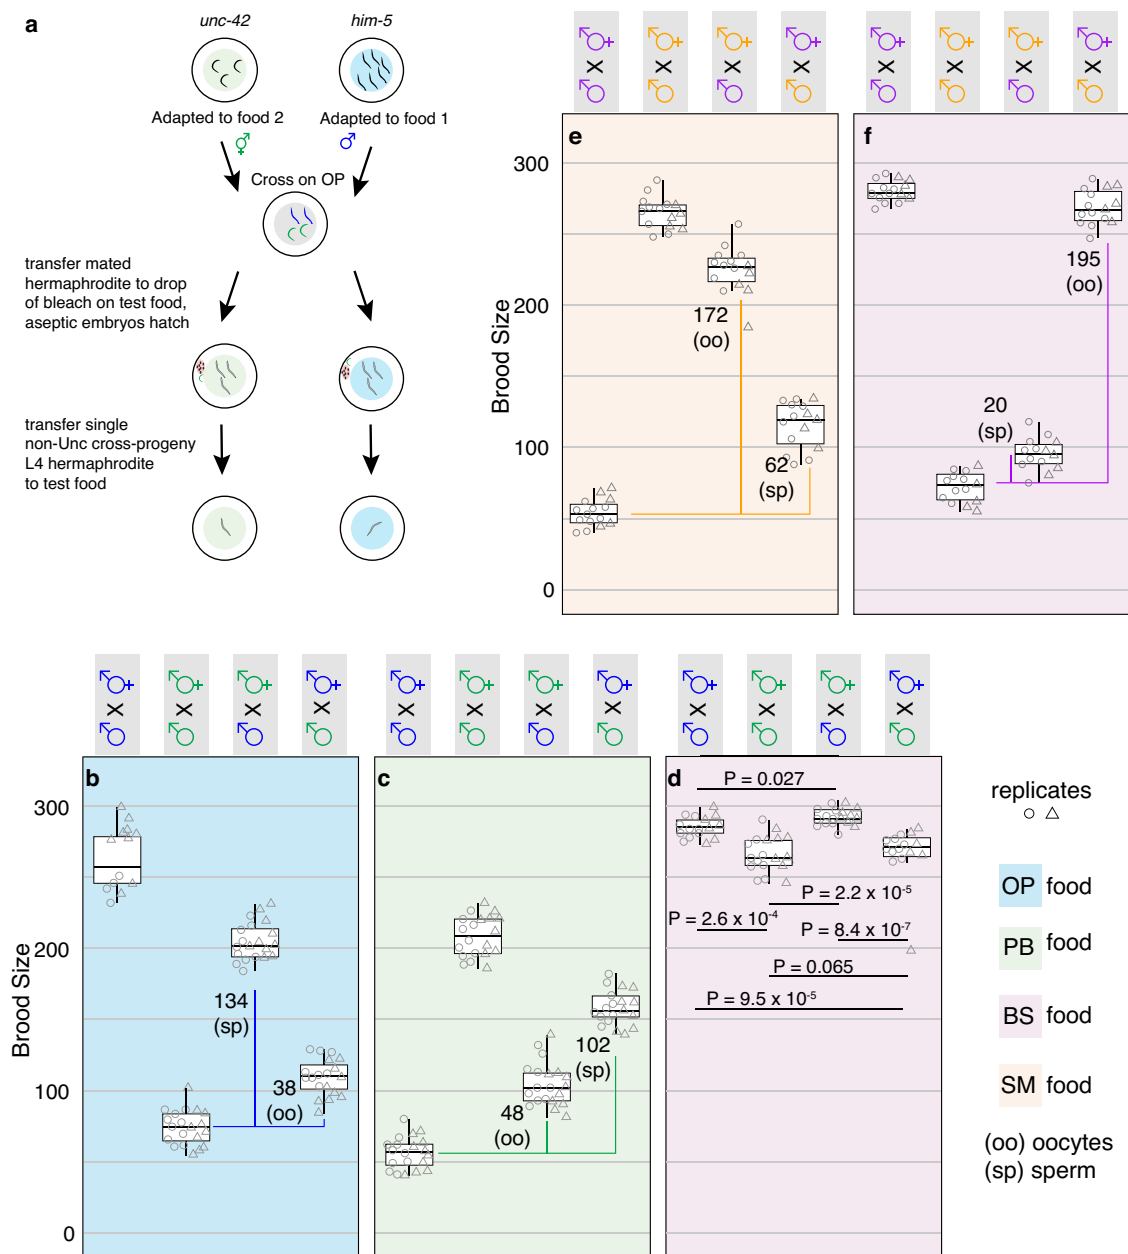 a
unc-42
him-5
Adapted to food 2
Adapted to food 1
Cross on OP
transfer mated
hermaphrodite to drop
of bleach on test food,
aseptic embryos hatch
transfer single
non-Unc cross-progeny
L4 hermaphrodite
to test food
X X X X
X X X X
e
f
Brood Size
300
200
100
0
172
(oo)
62
(sp)
195
(oo)
20
(sp)
X X X X
X X X X
X X X X
b
c
d
Brood Size
300
200
100
0
134
(sp)
38
(oo)
48
(oo)
102
(sp)
P = 0.027
P = 2.2 x 10-5
P = 2.6 x 10-4
P = 8.4 x 10-7
P = 0.065
P = 9.5 x 10-5
replicates
OP food
PB food
BS food
SM food
(oo) oocytes
(sp) sperm